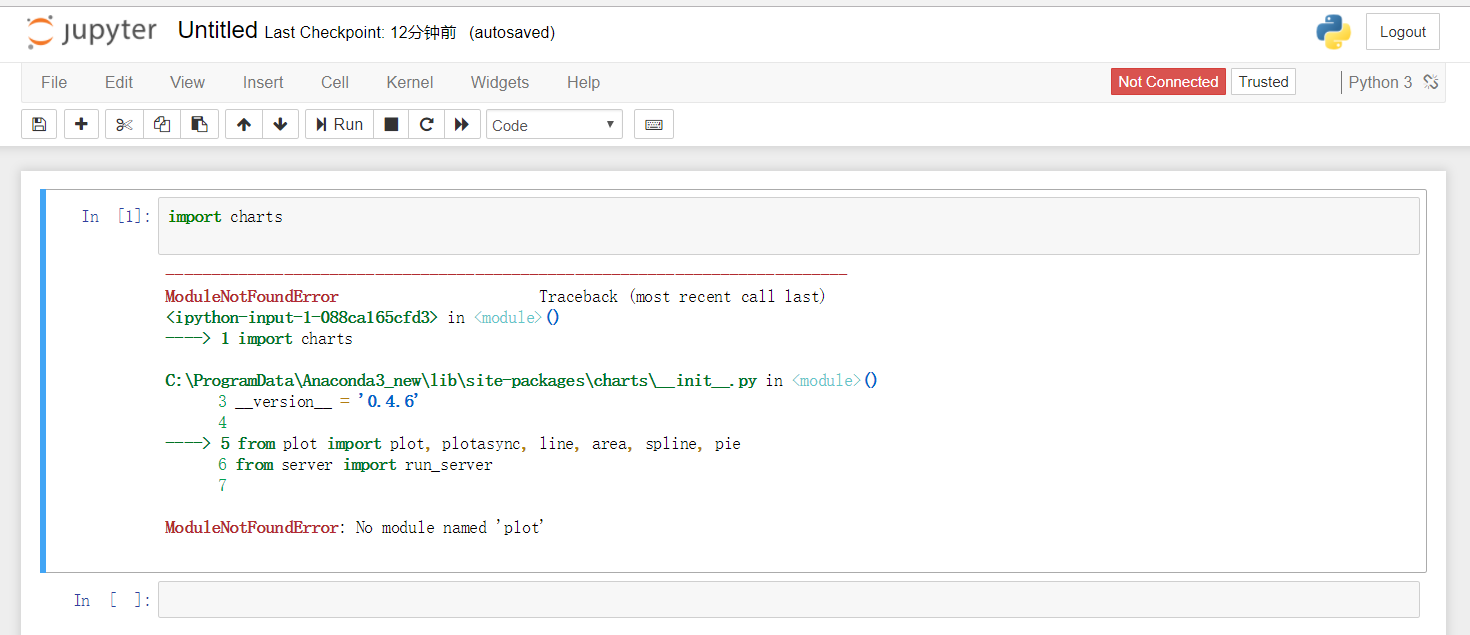 jupyter Untitled Last Checkpoint: 12分钟前 (autosaved) Logout
File Edit View Insert Cell Kernel Widgets Help Not Connected Trusted Python 3
Run Code
In [1]: import charts
---------------------------------------------------------------------------
ModuleNotFoundError Traceback (most recent call last)
<ipython-input-1-088ca165cfd3> in <module>()
----> 1 import charts
C:\ProgramData\Anaconda3_new\lib\site-packages\charts\__init__.py in <module>()
3 __version__ = '0.4.6'
4
----> 5 from plot import plot, plotasync, line, area, spline, pie
6 from server import run_server
7
ModuleNotFoundError: No module named 'plot'
In [ ]: